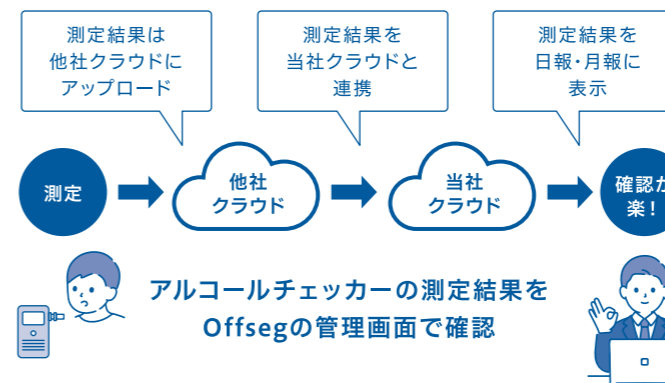 測定結果は
他社クラウドに
アップロード
測定結果を
当社クラウドと
連携
測定結果を
日報・月報に
表示
測定
他社
クラウド
当社
クラウド
確認が
楽!
アルコールチェッカーの測定結果を
Offsegの管理画面で確認